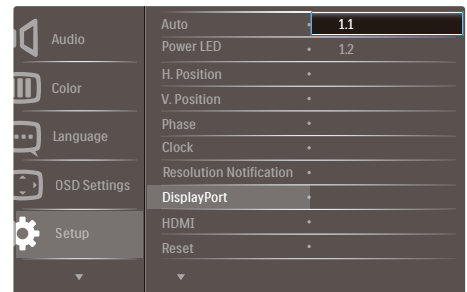 Audio
Color
Language
OSD Settings
Setup
Auto
Power LED
H. Position
V. Position
Phase
Clock
Resolution Notification
DisplayPort
HDMI
Reset
1.1
1.2